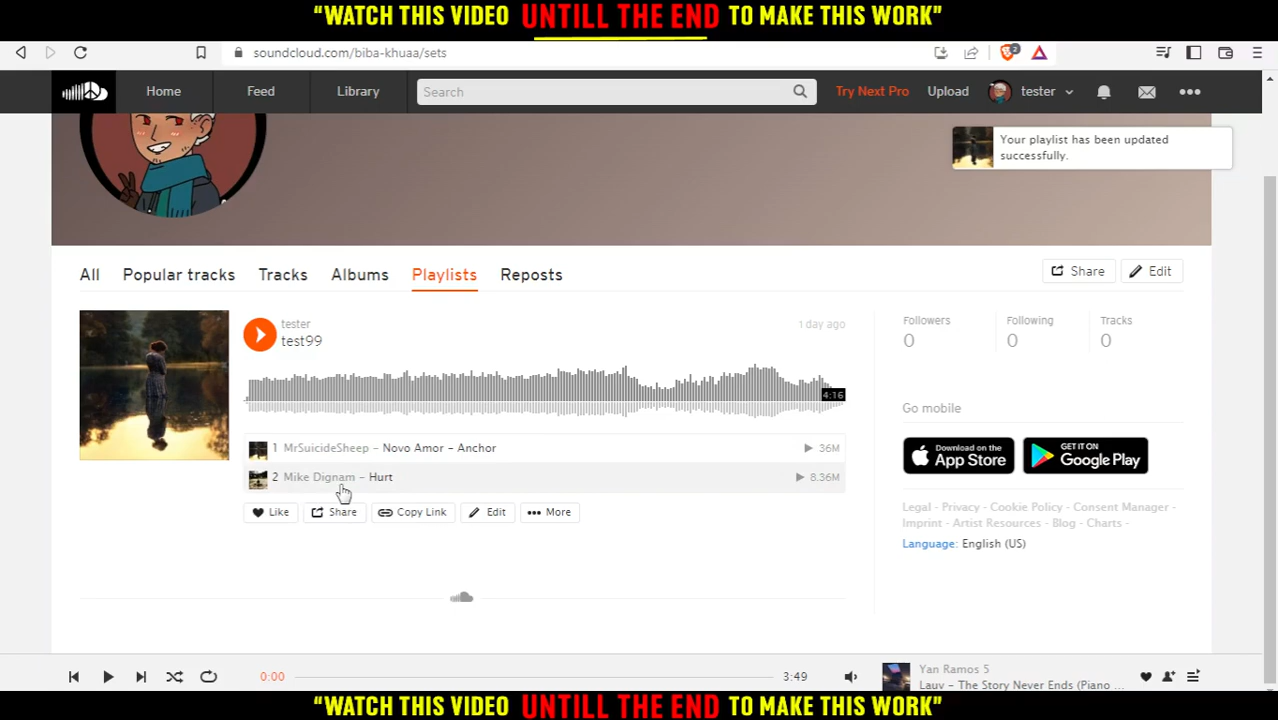 “WATCH THIS VIDEO UNTILL THE END TO MAKE THIS WORK”
soundcloud.com/biba-khuaa/sets
2
Home Feed Library Search Try Next Pro Upload tester
Your playlist has been updated
successfully.
All Popular tracks Tracks Albums Playlists Reposts Share Edit
tester 1 day ago
test99
4:16
1 MrSuicideSheep – Novo Amor – Anchor 36M
2 Mike Dignam – Hurt 8.36M
Like Share Copy Link Edit More
Followers Following Tracks
0 0 0
Go mobile
Download on the App Store GET IT ON Google Play
Legal - Privacy - Cookie Policy - Consent Manager -
Imprint - Artist Resources - Blog - Charts -
Language: English (US)
0:00 3:49
Yan Ramos 5
Lauv – The Story Never Ends (Piano ...
“WATCH THIS VIDEO UNTILL THE END TO MAKE THIS WORK”